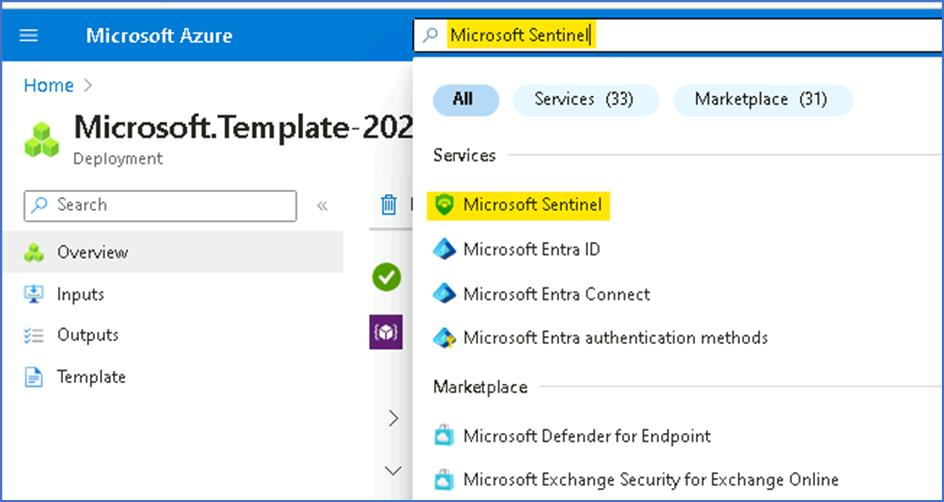 Microsoft Azure
Microsoft Sentinel
Home
Microsoft.Template-202
Deployment
Search
Overview
Inputs
Outputs
Template
All
Services (33)
Marketplace (31)
Services
Microsoft Sentinel
Microsoft Entra ID
Microsoft Entra Connect
Microsoft Entra authentication methods
Marketplace
Microsoft Defender for Endpoint
Microsoft Exchange Security for Exchange Online